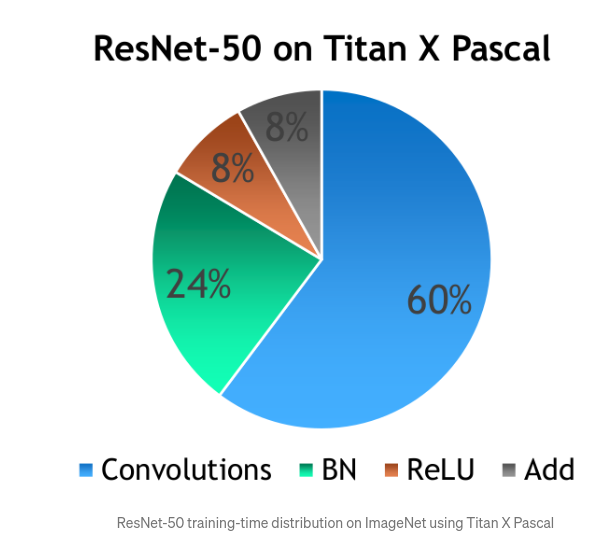 ResNet-50 on Titan X Pascal
8%
8%
24%
60%
Convolutions BN ReLU Add
ResNet-50 training-time distribution on ImageNet using Titan X Pascal